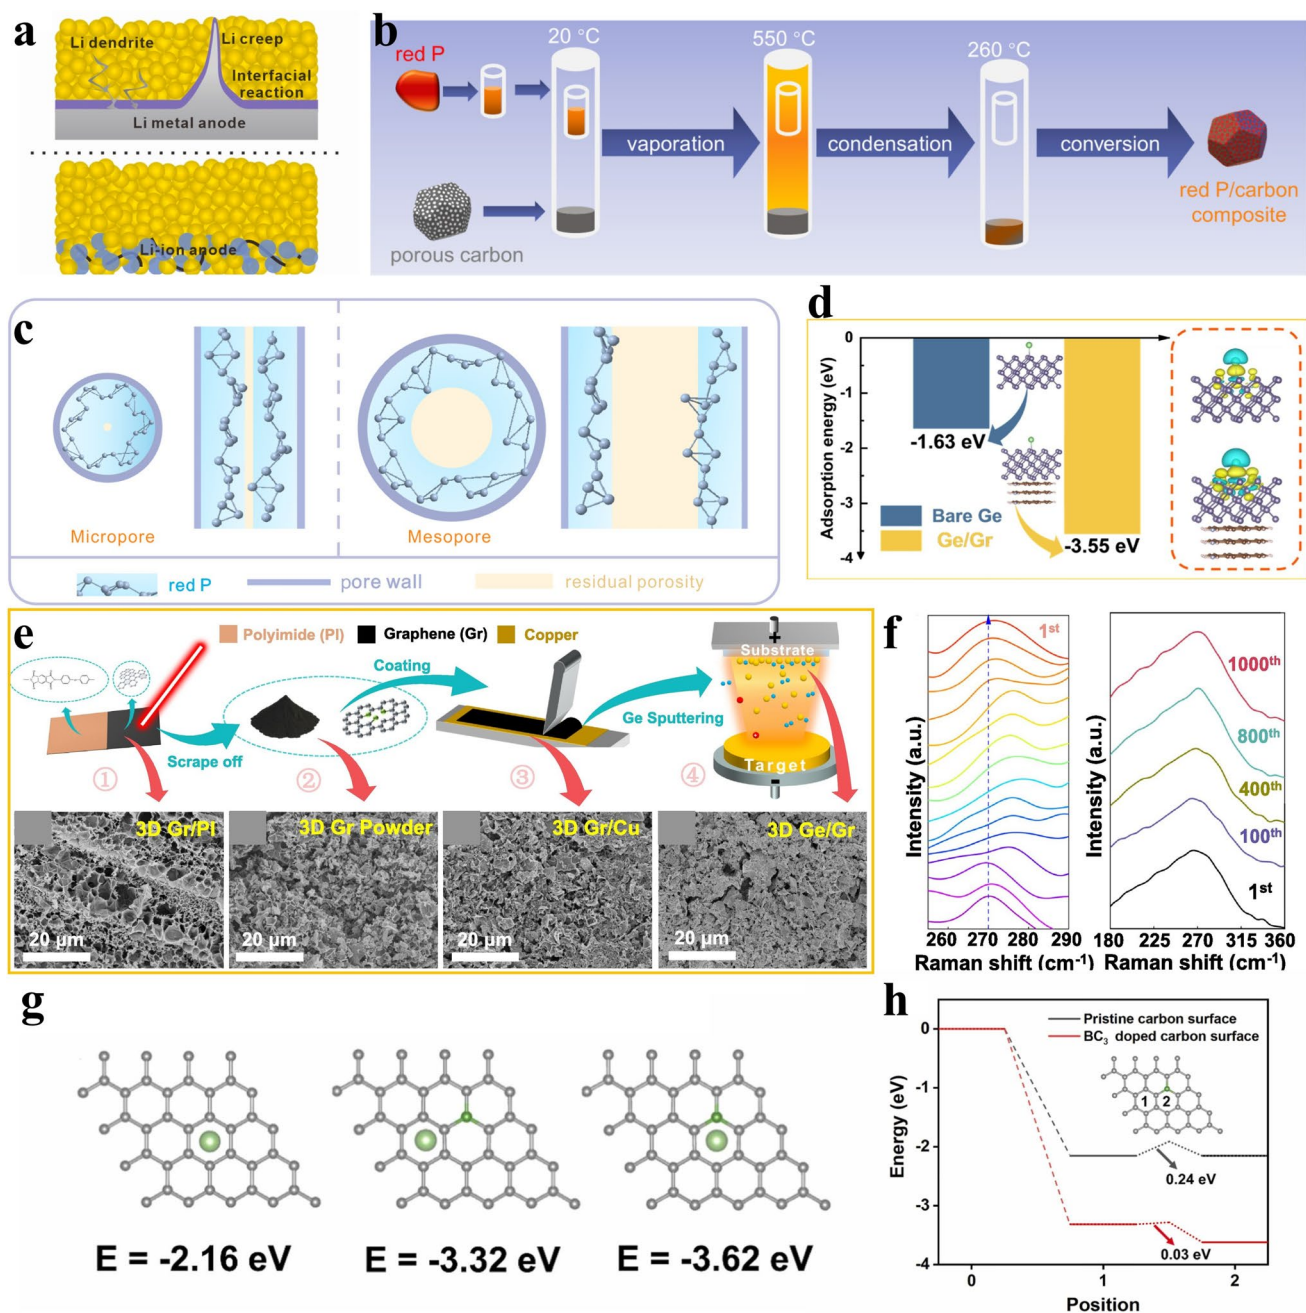 a
Li dendrite
Li creep
Interfacial
reaction
Li metal anode
Li-ion anode
b
red P
20 °C
550 °C
260 °C
vaporation
condensation
conversion
porous carbon
red P/carbon
composite
c
Micropore
Mesopore
red P
pore wall
residual porosity
d
Adsorption energy (eV)
0
-1
-2
-3
-4
-1.63 eV
-3.55 eV
Bare Ge
Ge/Gr
e
Polyimide (PI)
Graphene (Gr)
Copper
Coating
Scrape off
Ge Sputtering
+
Substrate
Target
-
①
②
③
④
3D Gr/PI
3D Gr Powder
3D Gr/Cu
3D Ge/Gr
20 μm
20 μm
20 μm
20 μm
f
Intensity (a.u.)
1st
260 270 280 290
Raman shift (cm-1)
Intensity (a.u.)
1000th
800th
400th
100th
1st
180 225 270 315 360
Raman shift (cm-1)
g
E = -2.16 eV
E = -3.32 eV
E = -3.62 eV
h
Pristine carbon surface
BC3 doped carbon surface
1 2
Energy (eV)
0
-1
-2
-3
-4
0.24 eV
0.03 eV
0 1 2
Position